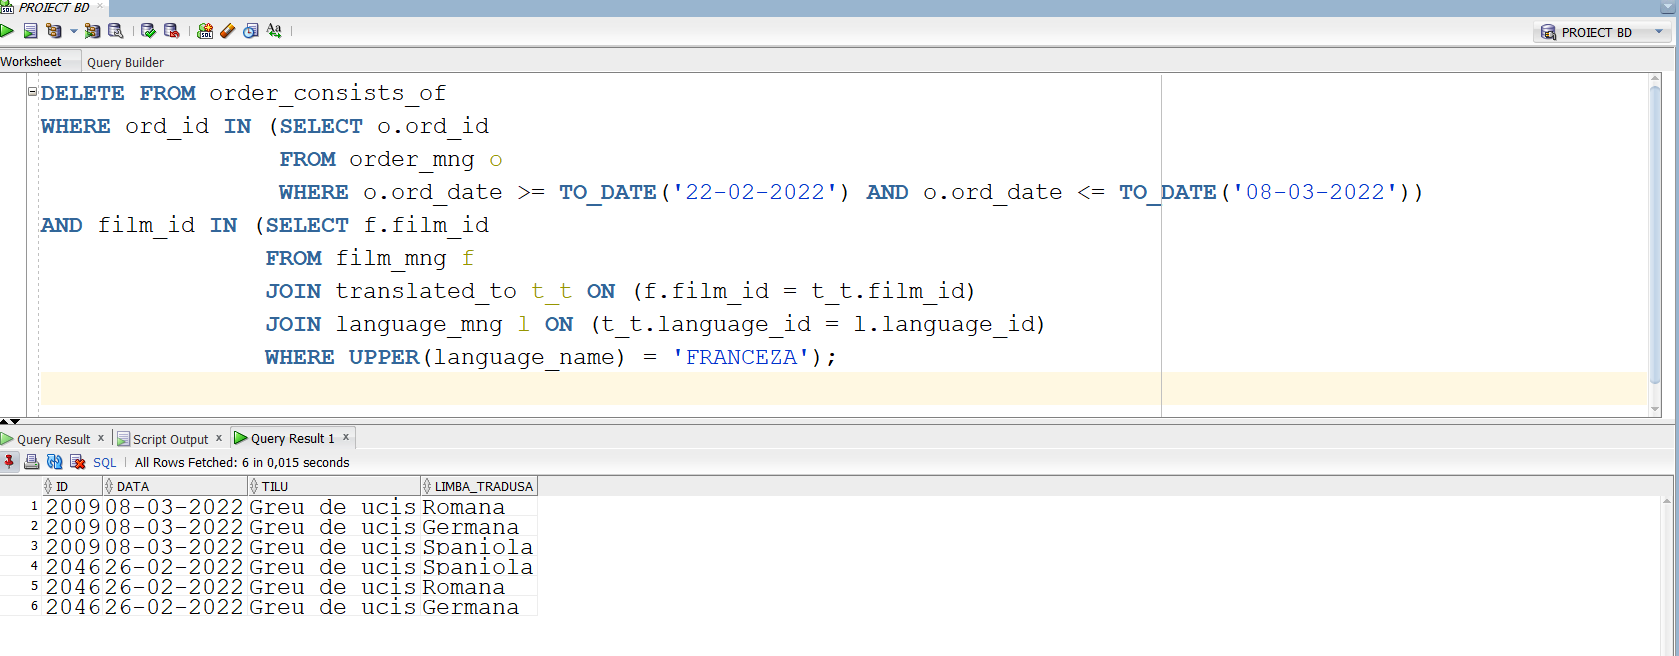 PROIECT BD
PROIECT BD
Worksheet Query Builder
DELETE FROM order_consists_of
WHERE ord_id IN (SELECT o.ord_id
FROM order_mng o
WHERE o.ord_date >= TO_DATE('22-02-2022') AND o.ord_date <= TO_DATE('08-03-2022'))
AND film_id IN (SELECT f.film_id
FROM film_mng f
JOIN translated_to t_t ON (f.film_id = t_t.film_id)
JOIN language_mng l ON (t_t.language_id = l.language_id)
WHERE UPPER(language_name) = 'FRANCEZA');
Query Result x Script Output x Query Result 1 x
SQL All Rows Fetched: 6 in 0,015 seconds
ID DATA TILU LIMBA_TRADUSA
1 2009 08-03-2022 Greu de ucis Romana
2 2009 08-03-2022 Greu de ucis Germana
3 2009 08-03-2022 Greu de ucis Spaniola
4 2046 26-02-2022 Greu de ucis Spaniola
5 2046 26-02-2022 Greu de ucis Romana
6 2046 26-02-2022 Greu de ucis Germana